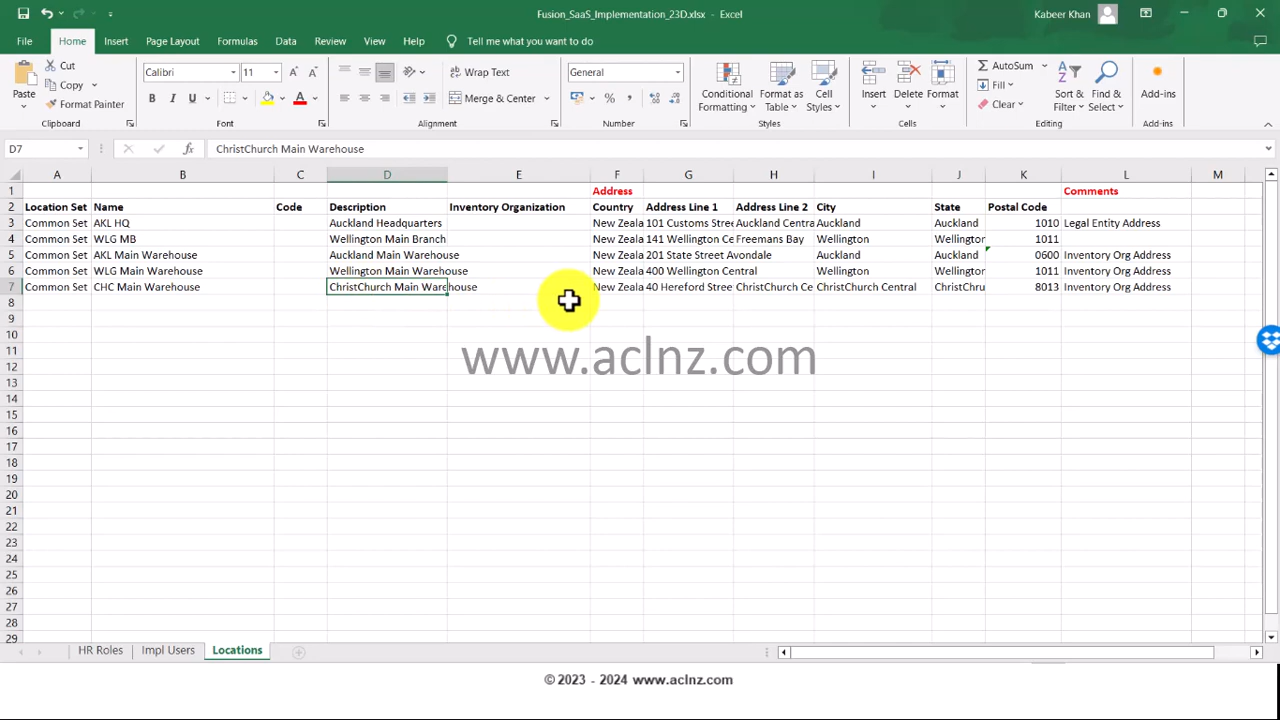 Fusion_SaaS_Implementation_23D.xlsx - Excel
Kabeer Khan
File Home Insert Page Layout Formulas Data Review View Help Tell me what you want to do
Paste
Cut
Copy
Format Painter
Clipboard
Calibri 11
B I U
Font
Wrap Text
Merge & Center
Alignment
General
%
Number
Conditional Formatting
Format as Table
Cell Styles
Styles
Insert
Delete
Format
Cells
AutoSum
Fill
Clear
Sort & Filter
Find & Select
Editing
Add-ins
Add-ins
D7 fx ChristChurch Main Warehouse
A B C D E F G H I J K L M
1 Address Comments
2 Location Set Name Code Description Inventory Organization Country Address Line 1 Address Line 2 City State Postal Code
3 Common Set AKL HQ Auckland Headquarters New Zeala 101 Customs Stre Auckland Centra Auckland Auckland 1010 Legal Entity Address
4 Common Set WLG MB Wellington Main Branch New Zeala 141 Wellington Ce Freemans Bay Wellington Wellingtor 1011
5 Common Set AKL Main Warehouse Auckland Main Warehouse New Zeala 201 State Street Avondale Auckland Auckland 0600 Inventory Org Address
6 Common Set WLG Main Warehouse Wellington Main Warehouse New Zeala 400 Wellington Central Wellington Wellingtor 1011 Inventory Org Address
7 Common Set CHC Main Warehouse ChristChurch Main Warehouse New Zeala 40 Hereford Stree ChristChurch Ce ChristChurch Central ChristChru 8013 Inventory Org Address
8
9
10
11
www.aclnz.com
12
13
14
15
16
17
18
19
20
21
22
23
24
25
26
27
28
29
HR Roles Impl Users Locations
© 2023 - 2024 www.aclnz.com